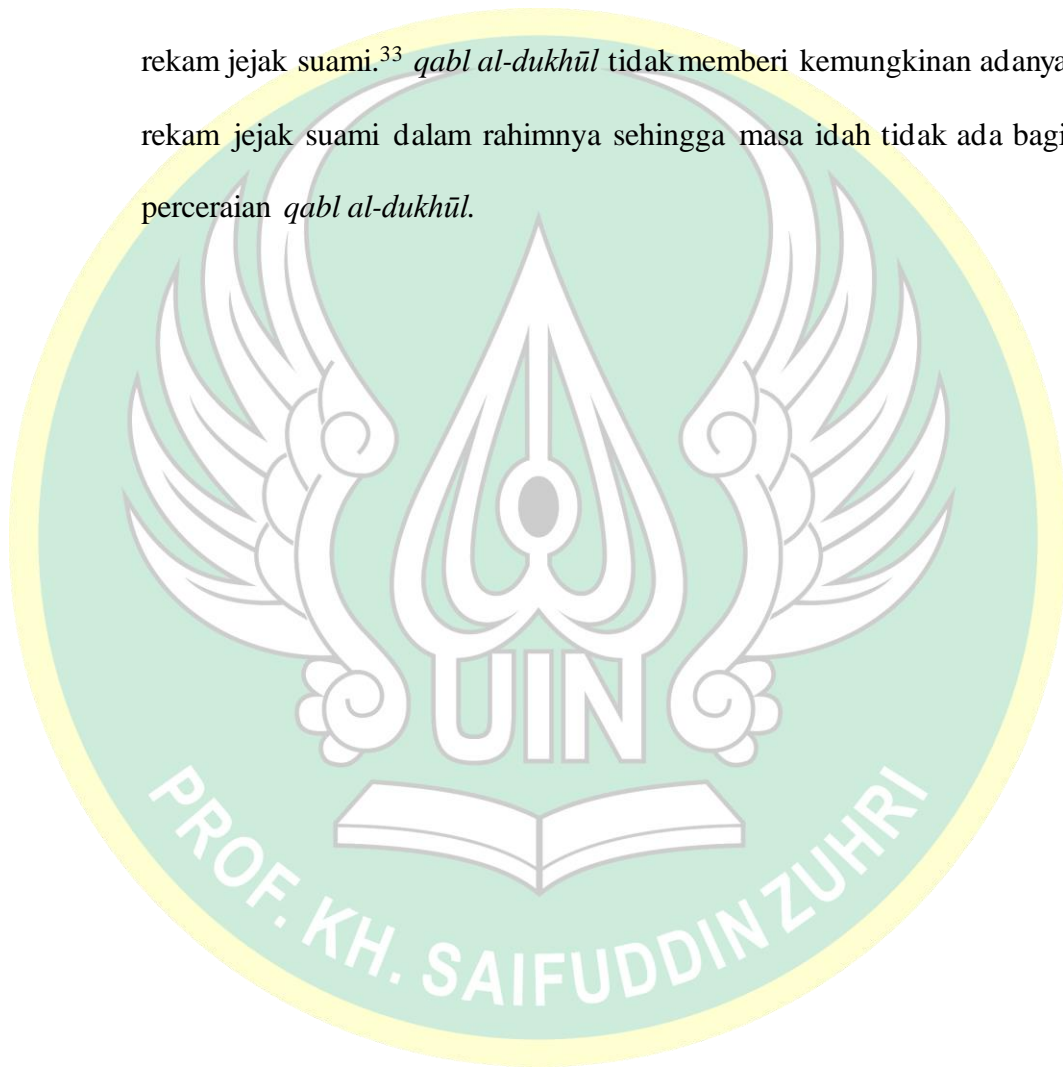 rekam jejak suami.³³ qabl al-dukhūl tidak memberi kemungkinan adanya
rekam jejak suami dalam rahimnya sehingga masa idah tidak ada bagi
perceraian qabl al-dukhūl.
UIN
PROF. KH. SAIFUDDIN ZUHRI